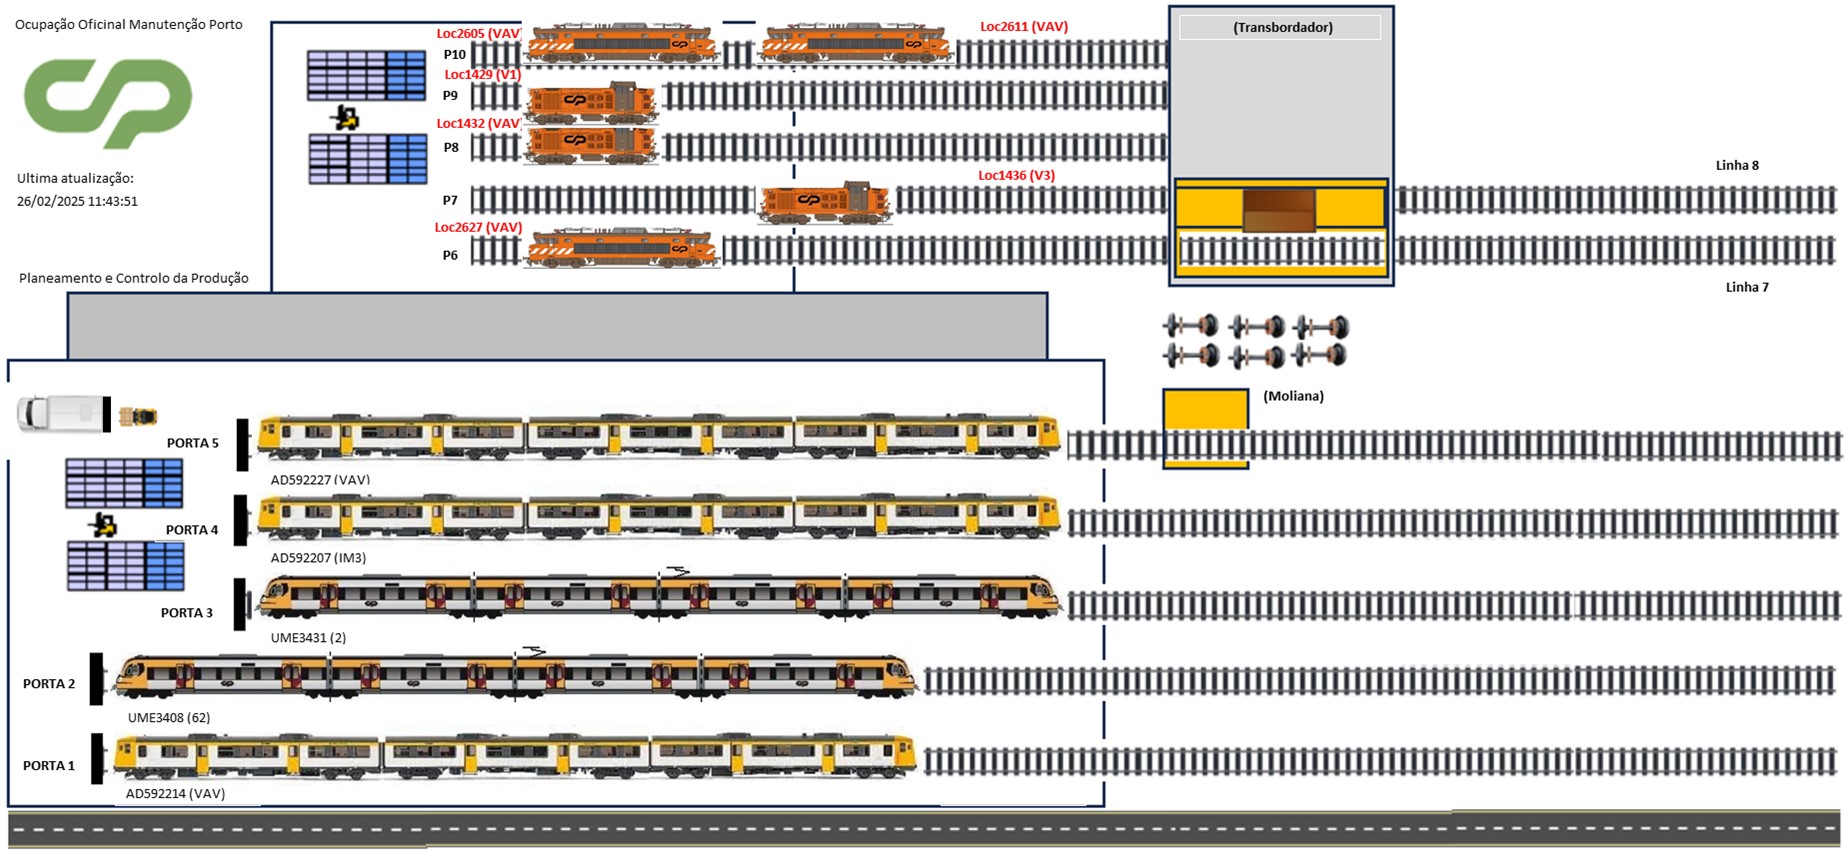 Ocupação Oficinal Manutenção Porto
Ultima atualização:
26/02/2025 11:43:51
Planeamento e Controlo da Produção
Loc2605 (VAV)
Loc2611 (VAV)
P10
Loc1429 (V1)
P9
Loc1432 (VAV)
P8
Loc1436 (V3)
P7
Loc2627 (VAV)
P6
(Transbordador)
Linha 8
Linha 7
(Moliana)
PORTA 5
AD592227 (VAV)
PORTA 4
AD592207 (IM3)
PORTA 3
UME3431 (2)
PORTA 2
UME3408 (62)
PORTA 1
AD592214 (VAV)